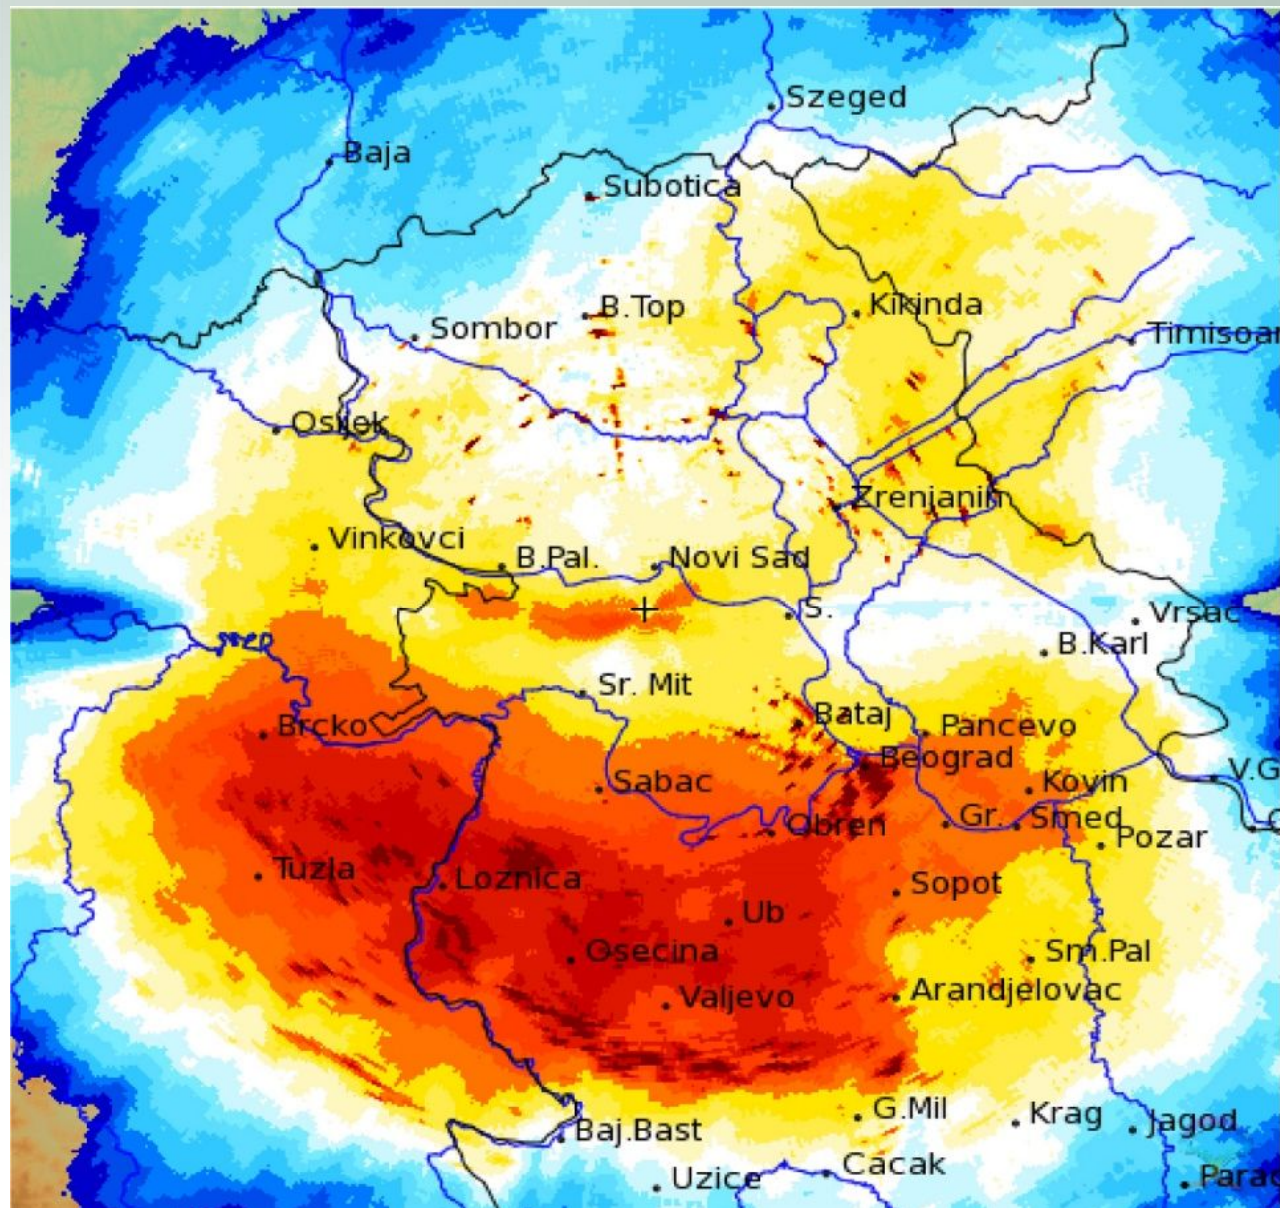 Szeged
Baja
Subotica
B.Top
Kikinda
Sombor
Timisoar
Osijek
Zrenjanin
Vinkovci
B.Pal.
Novi Sad
S.
Vrsac
B.Karl
Sr. Mit
Bataj
Pancevo
Brcko
Beograd
Sabac
Kovin
V.G
Gr.
Smed
Obren
Pozar
Tuzla
Loznica
Sopot
Ub
Osecina
Sm.Pal
Valjevo
Arandjelovac
G.Mil
Krag
Jagod
Baj.Bast
Cacak
Uzice
Parac